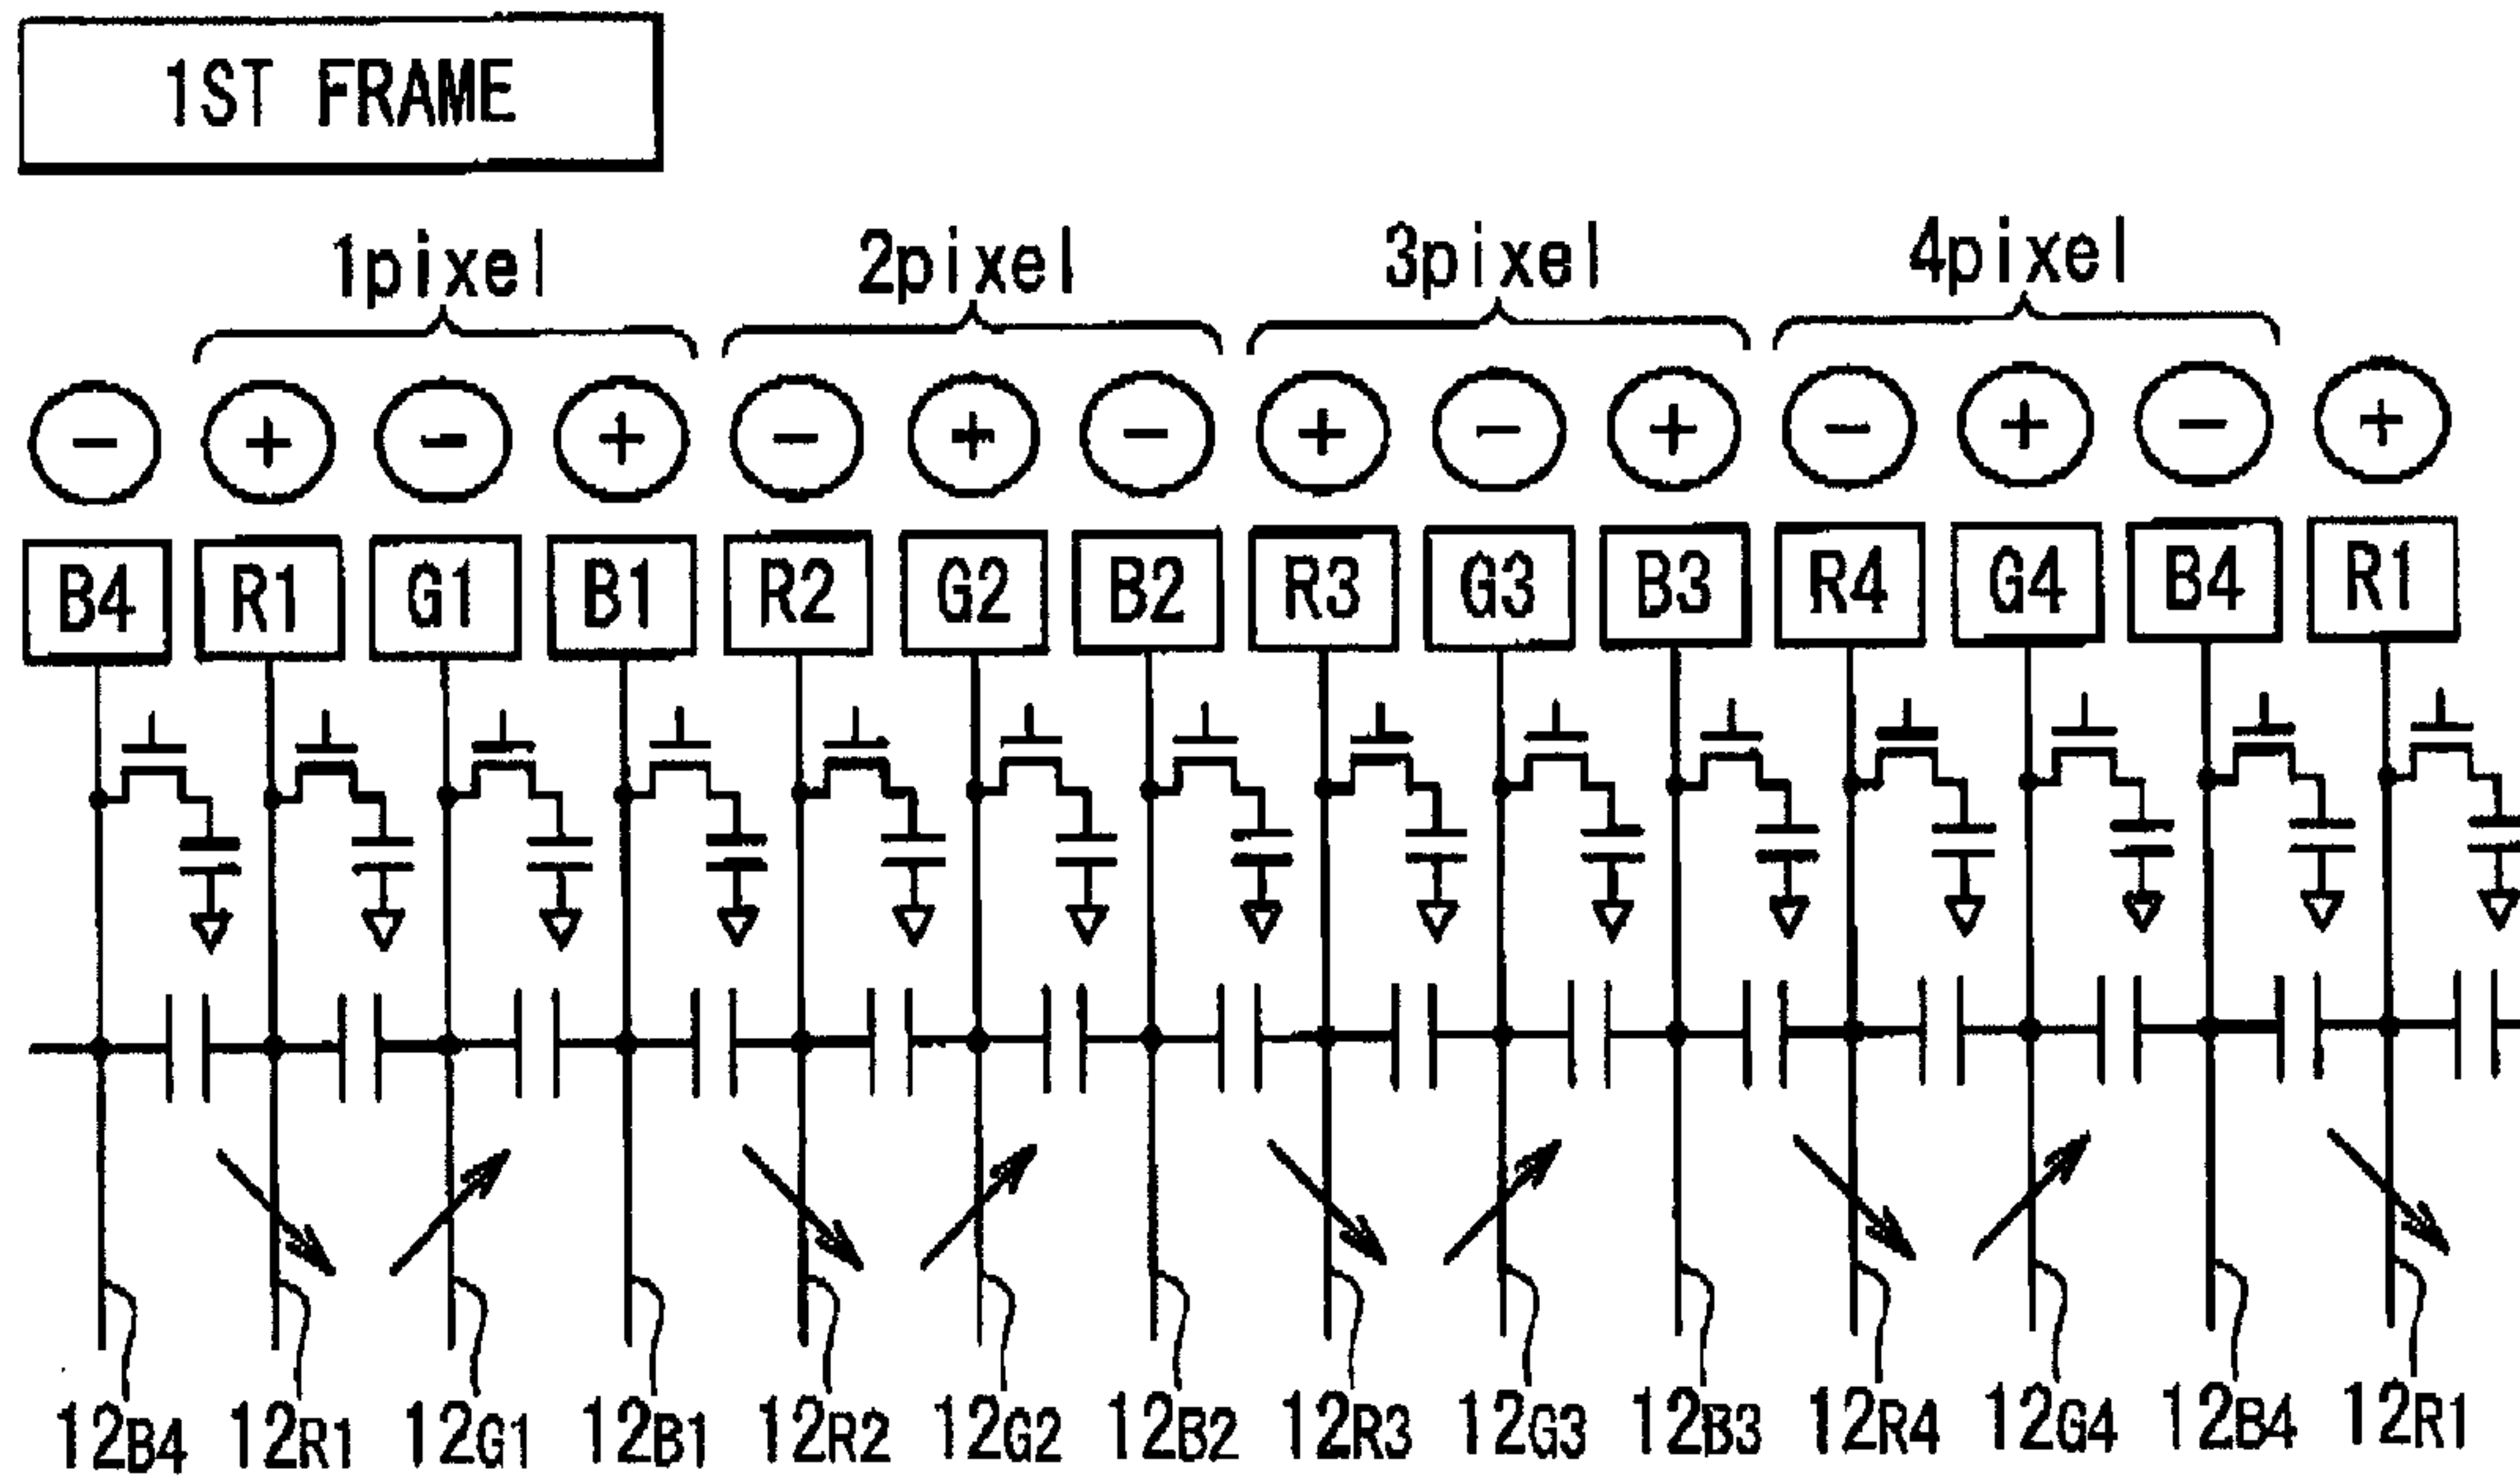 1ST FRAME
1pixel 2pixel 3pixel 4pixel
− + − + − + − + − + − + − +
B4 R1 G1 B1 R2 G2 B2 R3 G3 B3 R4 G4 B4 R1
12B4 12R1 12G1 12B1 12R2 12G2 12B2 12R3 12G3 12B3 12R4 12G4 12B4 12R1